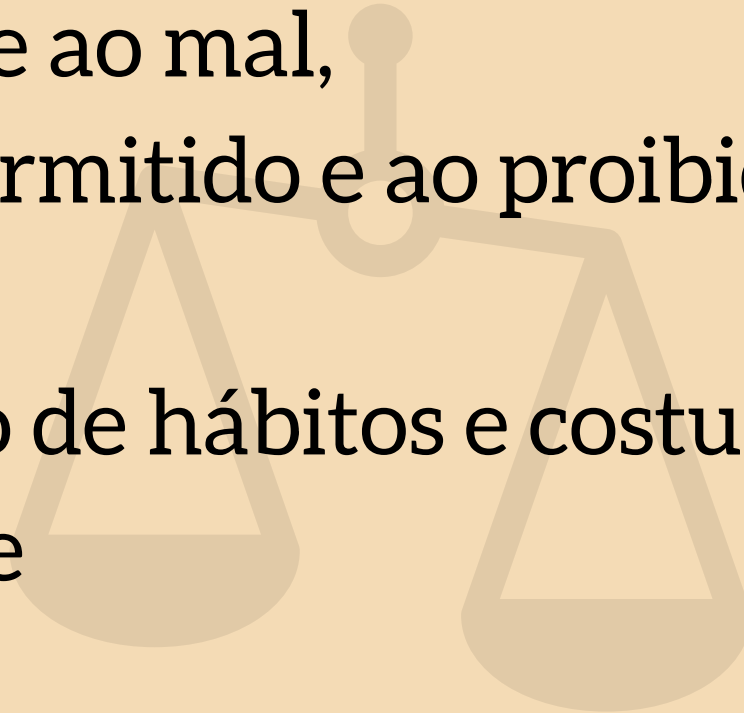 e ao mal,
rmitido e ao proibi
de hábitos e costu
e